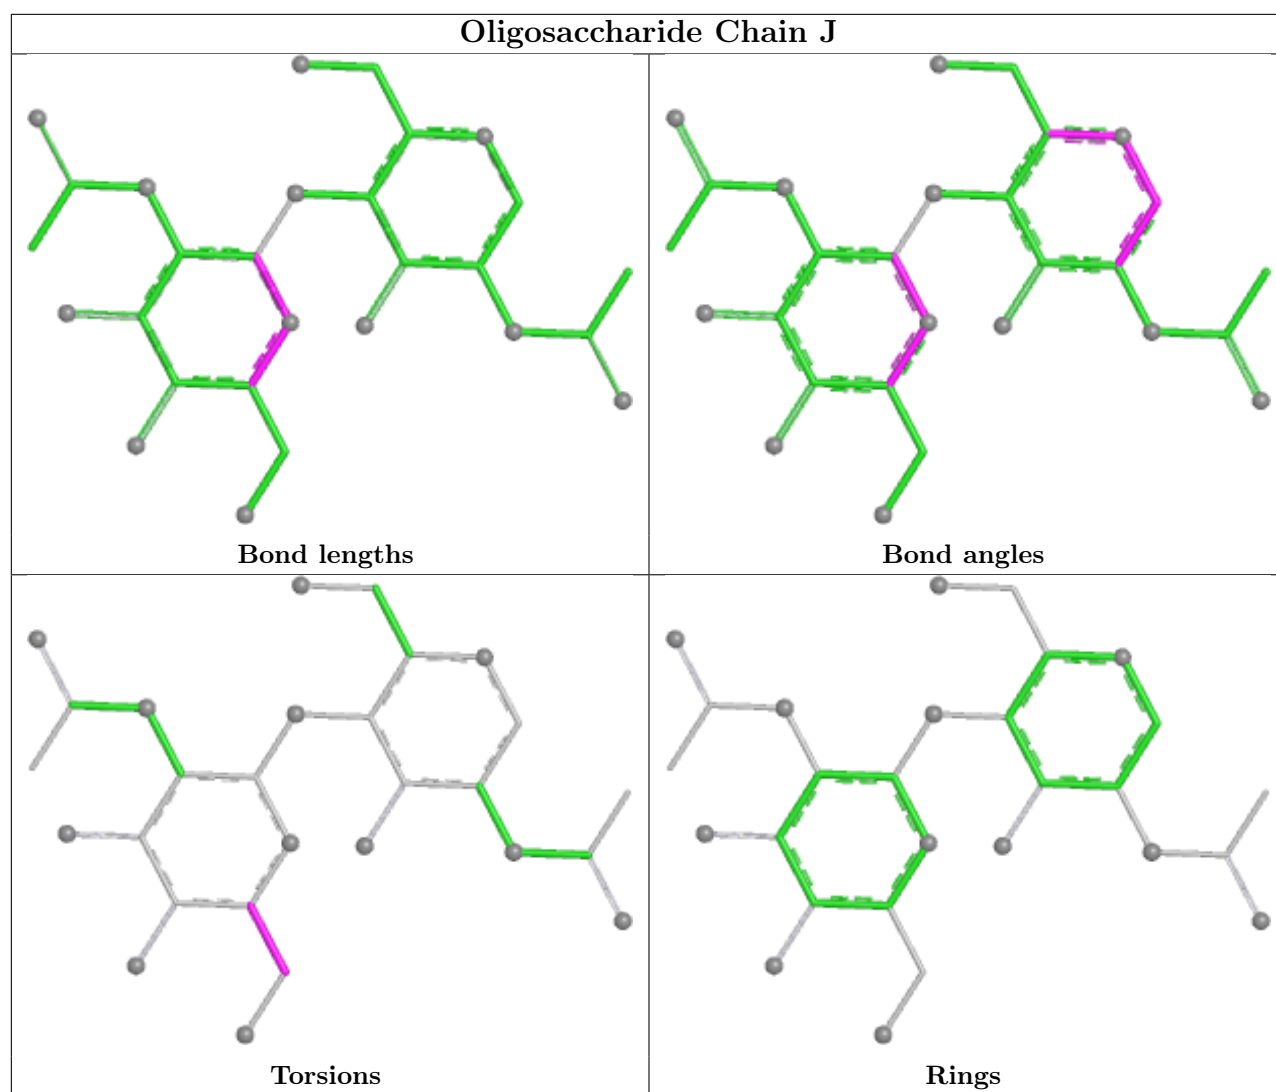 Oligosaccharide Chain J
Bond lengths
Bond angles
Torsions
Rings